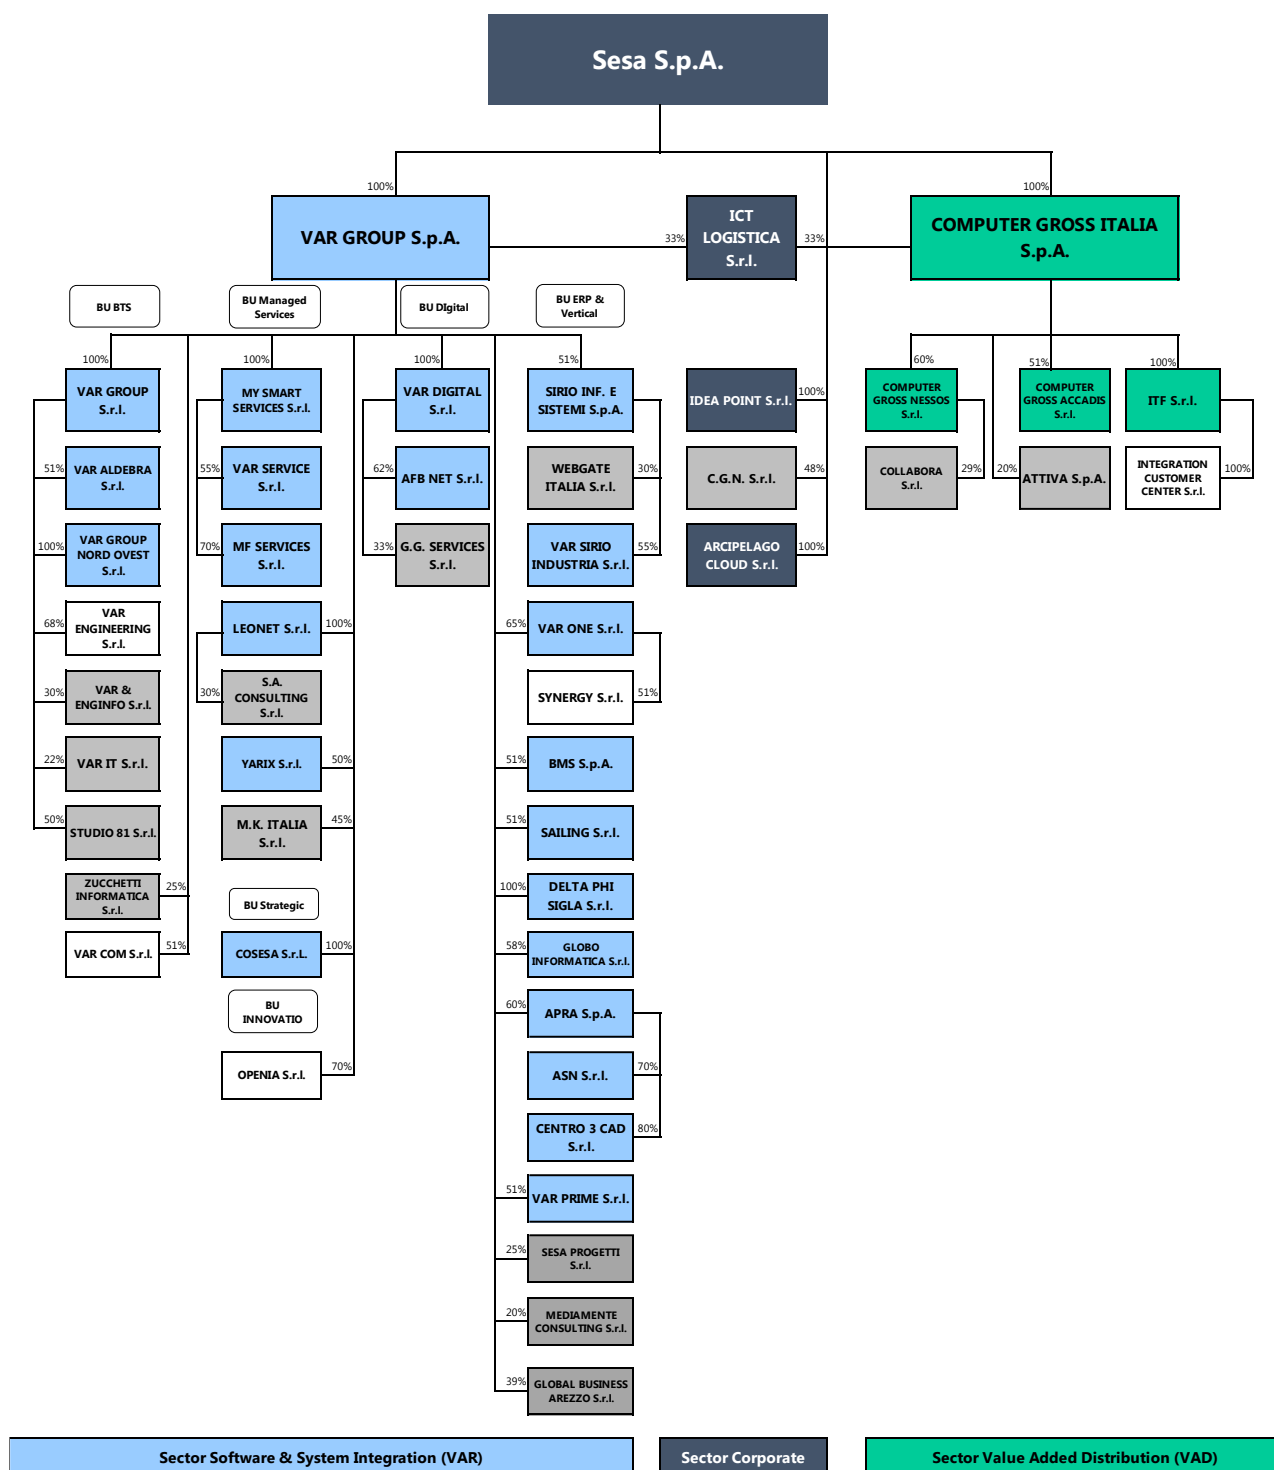 Sesa S.p.A.
100%
100%
VAR GROUP S.p.A.
33%
ICT
LOGISTICA
S.r.l.
33%
COMPUTER GROSS ITALIA
S.p.A.
BU BTS
BU Managed
Services
BU DIgital
BU ERP &
Vertical
100%
100%
100%
51%
60%
51%
100%
VAR GROUP
S.r.l.
MY SMART
SERVICES S.r.l.
VAR DIGITAL
S.r.l.
SIRIO INF. E
SISTEMI S.p.A.
IDEA POINT S.r.l.
100%
COMPUTER
GROSS NESSOS
S.r.l.
COMPUTER
GROSS ACCADIS
S.r.l.
ITF S.r.l.
51%
VAR ALDEBRA
S.r.l.
55%
VAR SERVICE
S.r.l.
62%
AFB NET S.r.l.
WEBGATE
ITALIA S.r.l.
30%
C.G.N. S.r.l.
48%
COLLABORA
S.r.l.
29%
20%
ATTIVA S.p.A.
INTEGRATION
CUSTOMER
CENTER S.r.l.
100%
100%
VAR GROUP
NORD OVEST
S.r.l.
70%
MF SERVICES
S.r.l.
33%
G.G. SERVICES
S.r.l.
VAR SIRIO
INDUSTRIA S.r.l.
55%
ARCIPELAGO
CLOUD S.r.l.
100%
68%
VAR
ENGINEERING
S.r.l.
LEONET S.r.l.
100%
65%
VAR ONE S.r.l.
30%
VAR &
ENGINFO S.r.l.
30%
S.A.
CONSULTING
S.r.l.
SYNERGY S.r.l.
51%
22%
VAR IT S.r.l.
YARIX S.r.l.
50%
51%
BMS S.p.A.
50%
STUDIO 81 S.r.l.
M.K. ITALIA
S.r.l.
45%
51%
SAILING S.r.l.
ZUCCHETTI
INFORMATICA
S.r.l.
25%
BU Strategic
100%
DELTA PHI
SIGLA S.r.l.
VAR COM S.r.l.
51%
COSESA S.r.L.
100%
58%
GLOBO
INFORMATICA S.r.l.
BU
INNOVATIO
60%
APRA S.p.A.
OPENIA S.r.l.
70%
ASN S.r.l.
70%
CENTRO 3 CAD
S.r.l.
80%
51%
VAR PRIME S.r.l.
25%
SESA PROGETTI
S.r.l.
20%
MEDIAMENTE
CONSULTING S.r.l.
39%
GLOBAL BUSINESS
AREZZO S.r.l.
Sector Software & System Integration (VAR)
Sector Corporate
Sector Value Added Distribution (VAD)